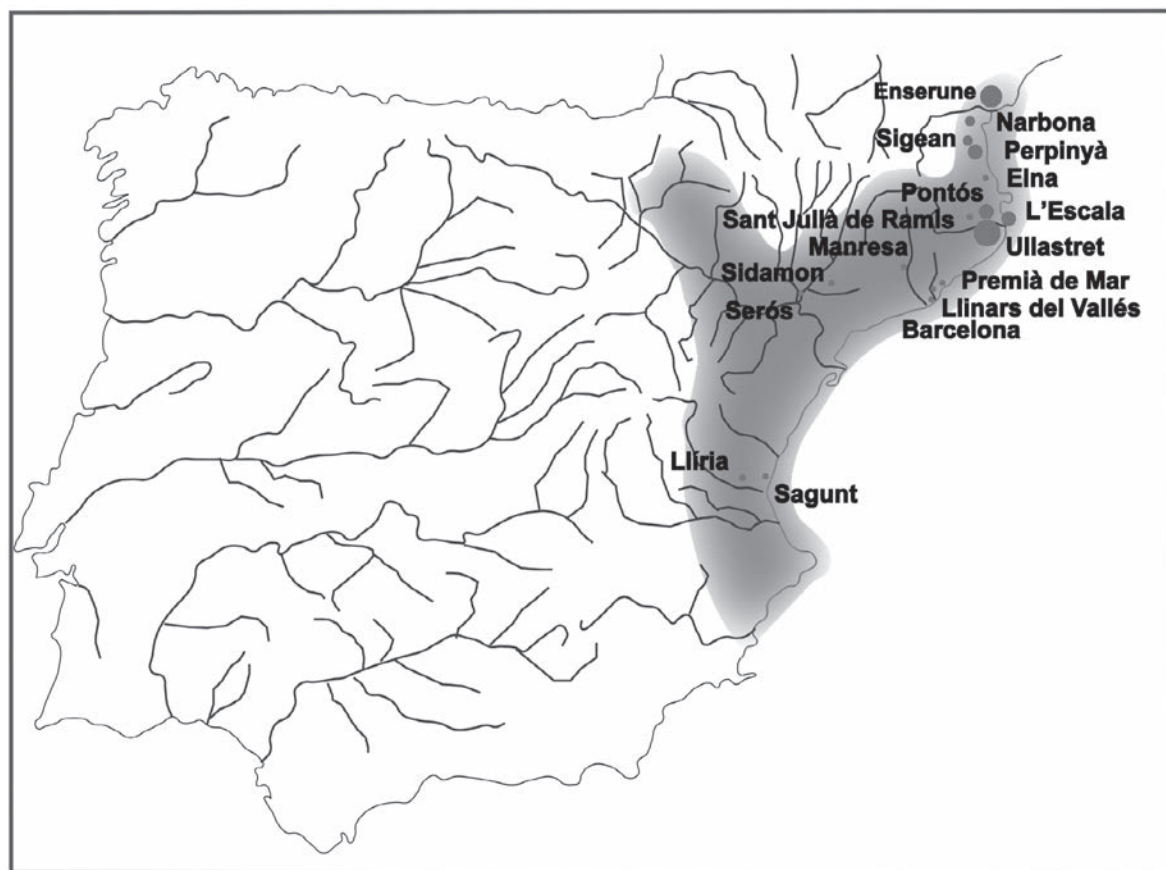 Enserune
Narbona
Sigean
Perpinyà
Elna
Pontós
L'Escala
Sant Jullà de Ramis
Ullastret
Manresa
Sidamon
Premià de Mar
Serós
Llinars del Vallés
Barcelona
Llíria
Sagunt